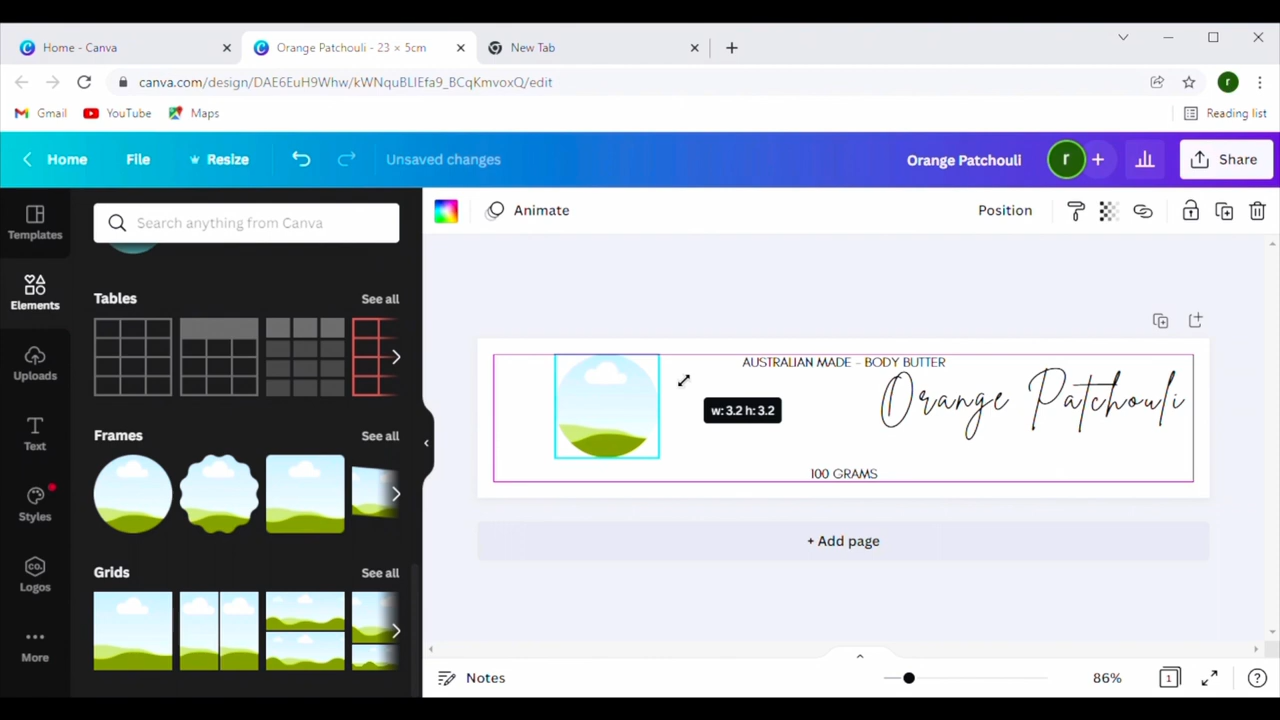 Home - Canva
Orange Patchouli - 23 × 5cm
New Tab
canva.com/design/DAE6EuH9Whw/kWNquBLIEfa9_BCqKmvoxQ/edit
r
Gmail
YouTube
Maps
Reading list
Home
File
Resize
Unsaved changes
Orange Patchouli
r
Share
Templates
Search anything from Canva
Animate
Position
Elements
Tables
See all
Uploads
AUSTRALIAN MADE - BODY BUTTER
Orange Patchouli
w: 3.2 h: 3.2
100 GRAMS
Text
Frames
See all
Styles
+ Add page
co.
Logos
Grids
See all
More
Notes
86%
1
?